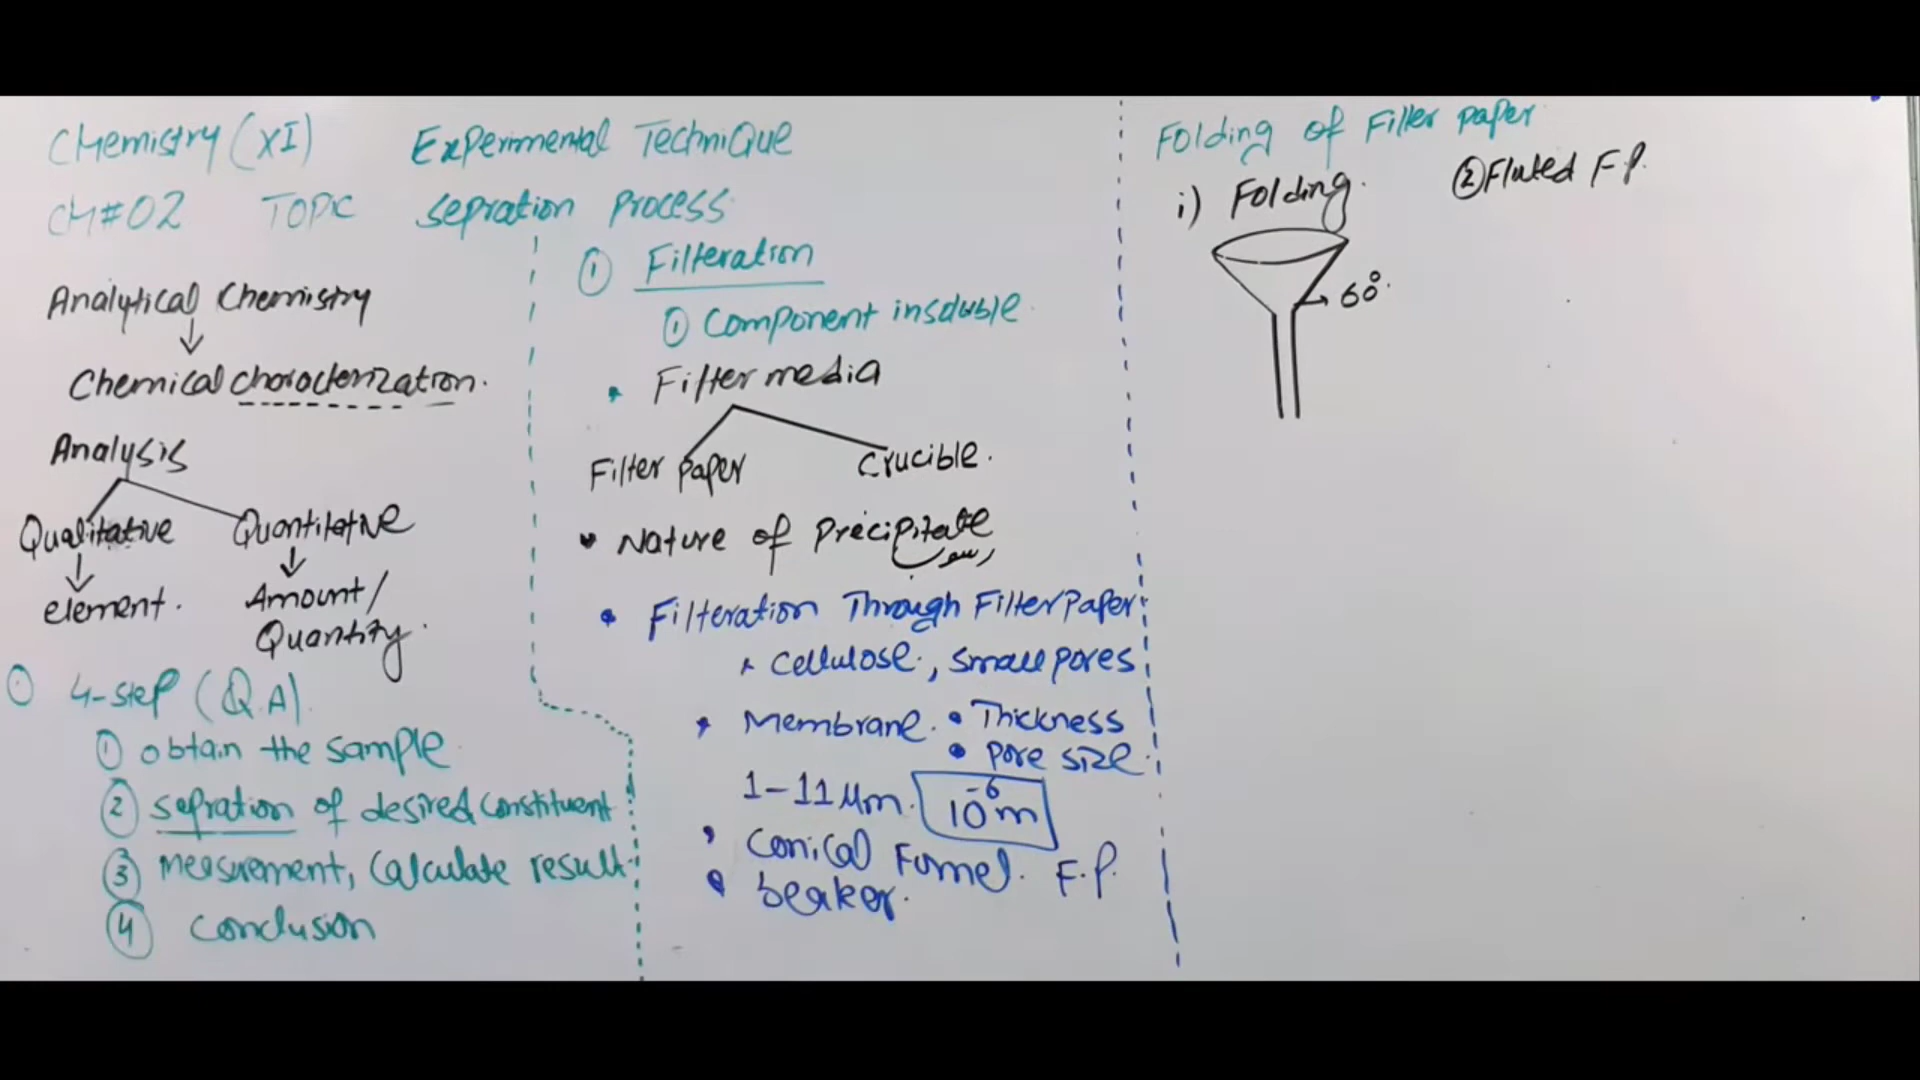 Chemistry (XI) Experimental Technique
CH#02 TOPIC sepration process
Analytical Chemistry
Chemical charocterization.
Analysis
Qualitative Quantitative
element. Amount/
Quantity.
4-step (Q.A)
① obtain the sample
② sepration of desired constituent
③ measurement, Calculate result.
④ conclusion
① Filteration
① Component insoluble.
• Filter media
Filter paper Crucible.
• Nature of Precipitate
رسوب
• Filteration Through Filter Paper
Cellulose, small pores
Membrane. • Thickness
• Pore size.
1-11 μm. 10⁻⁶m
Conical Funnel. F.P.
• beaker.
Folding of Filter paper
i) Folding. ② Fluted F.P.
60°